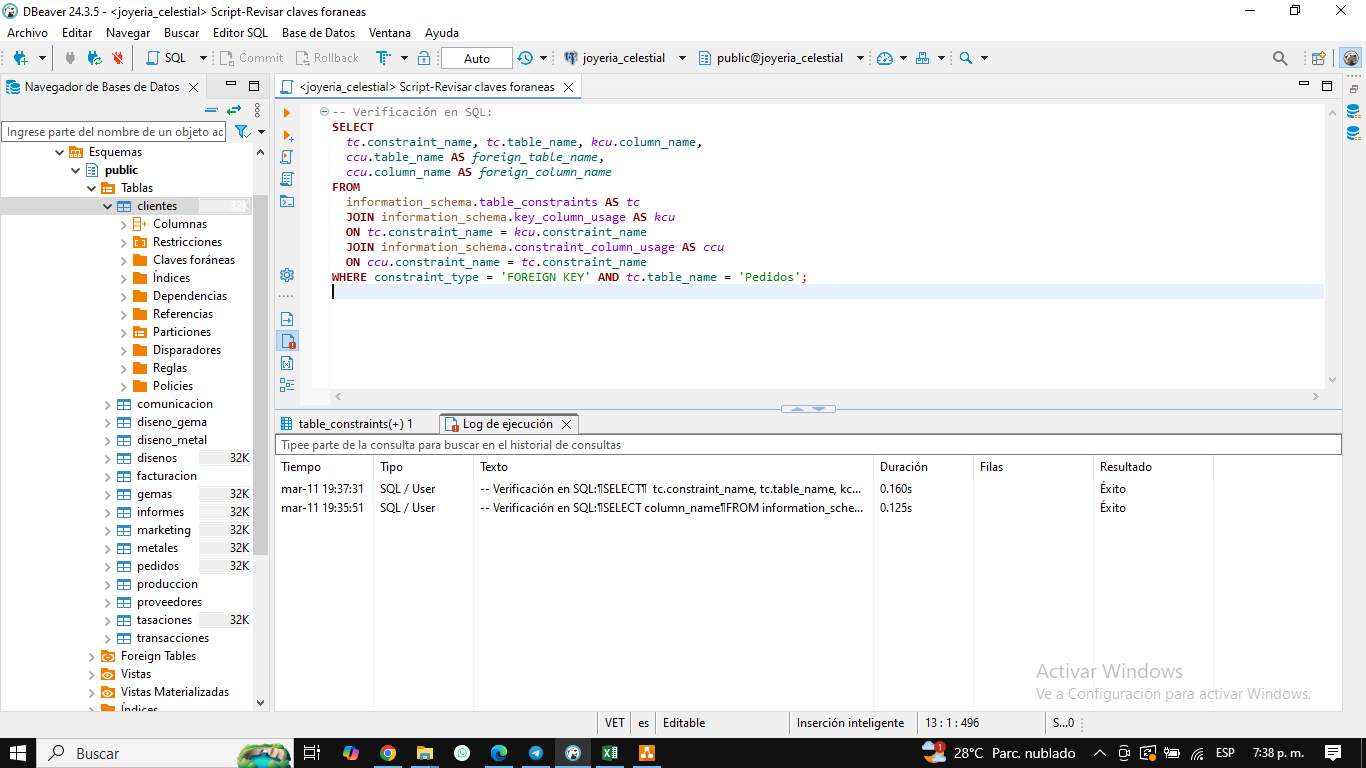 DBeaver 24.3.5 - <joyeria_celestial> Script-Revisar claves foraneas
Archivo Editar Navegar Buscar Editor SQL Base de Datos Ventana Ayuda
SQL Commit Rollback Auto joyeria_celestial public@joyeria_celestial
Navegador de Bases de Datos
Ingrese parte del nombre de un objeto ac
Esquemas
public
Tablas
clientes 32K
Columnas
Restricciones
Claves foráneas
Índices
Dependencias
Referencias
Particiones
Disparadores
Reglas
Policies
comunicacion
diseno_gema
diseno_metal
disenos 32K
facturacion
gemas 32K
informes 32K
marketing 32K
metales 32K
pedidos 32K
produccion
proveedores
tasaciones 32K
transacciones
Foreign Tables
Vistas
Vistas Materializadas
Índices
<joyeria_celestial> Script-Revisar claves foraneas
-- Verificación en SQL:
SELECT
tc.constraint_name, tc.table_name, kcu.column_name,
ccu.table_name AS foreign_table_name,
ccu.column_name AS foreign_column_name
FROM
information_schema.table_constraints AS tc
JOIN information_schema.key_column_usage AS kcu
ON tc.constraint_name = kcu.constraint_name
JOIN information_schema.constraint_column_usage AS ccu
ON ccu.constraint_name = tc.constraint_name
WHERE constraint_type = 'FOREIGN KEY' AND tc.table_name = 'Pedidos';
table_constraints(+) 1 Log de ejecución
Tipee parte de la consulta para buscar en el historial de consultas
Tiempo Tipo Texto Duración Filas Resultado
mar-11 19:37:31 SQL / User -- Verificación en SQL:¶SELECT¶ tc.constraint_name, tc.table_name, kc... 0.160s Éxito
mar-11 19:35:51 SQL / User -- Verificación en SQL:¶SELECT column_name¶FROM information_sche... 0.125s Éxito
Activar Windows
Ve a Configuración para activar Windows.
VET es Editable Inserción inteligente 13 : 1 : 496 S...0
Buscar 1 28°C Parc. nublado ESP 7:38 p. m.